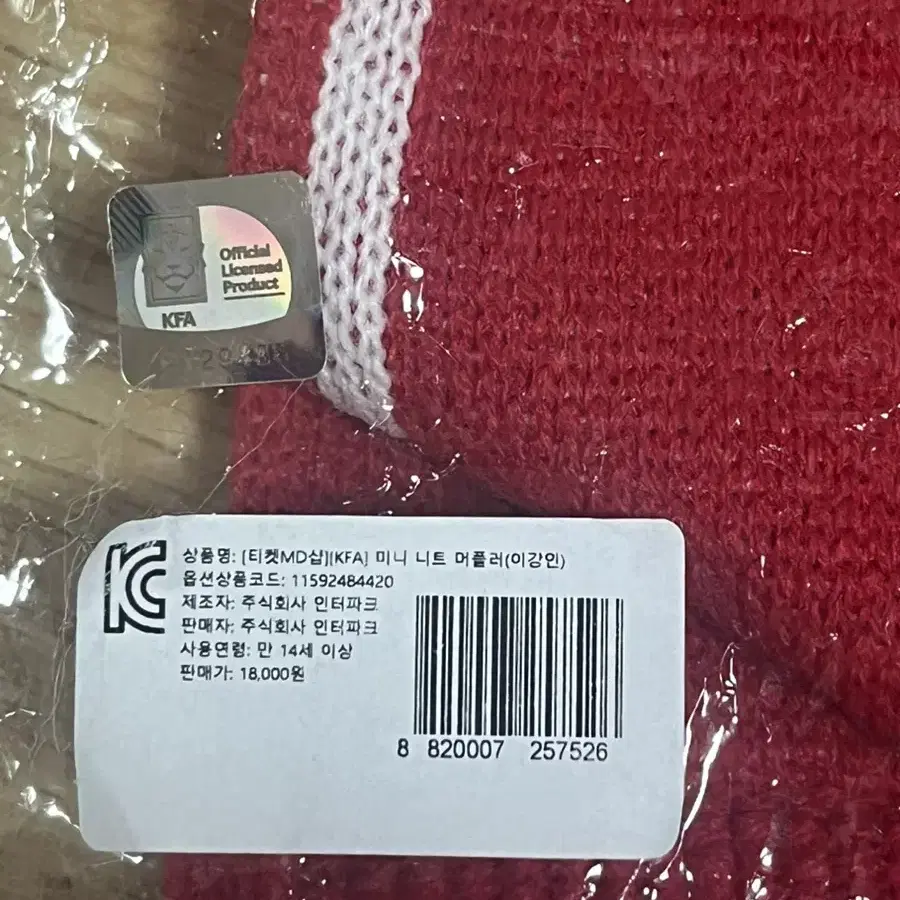 Official
Licensed
Product
KFA
상품명: [티켓MD샵][KFA] 미니 니트 머플러(이강인)
옵션상품코드: 11592484420
제조자: 주식회사 인터파크
판매자: 주식회사 인터파크
사용연령: 만 14세 이상
판매가: 18,000원
8 820007 257526